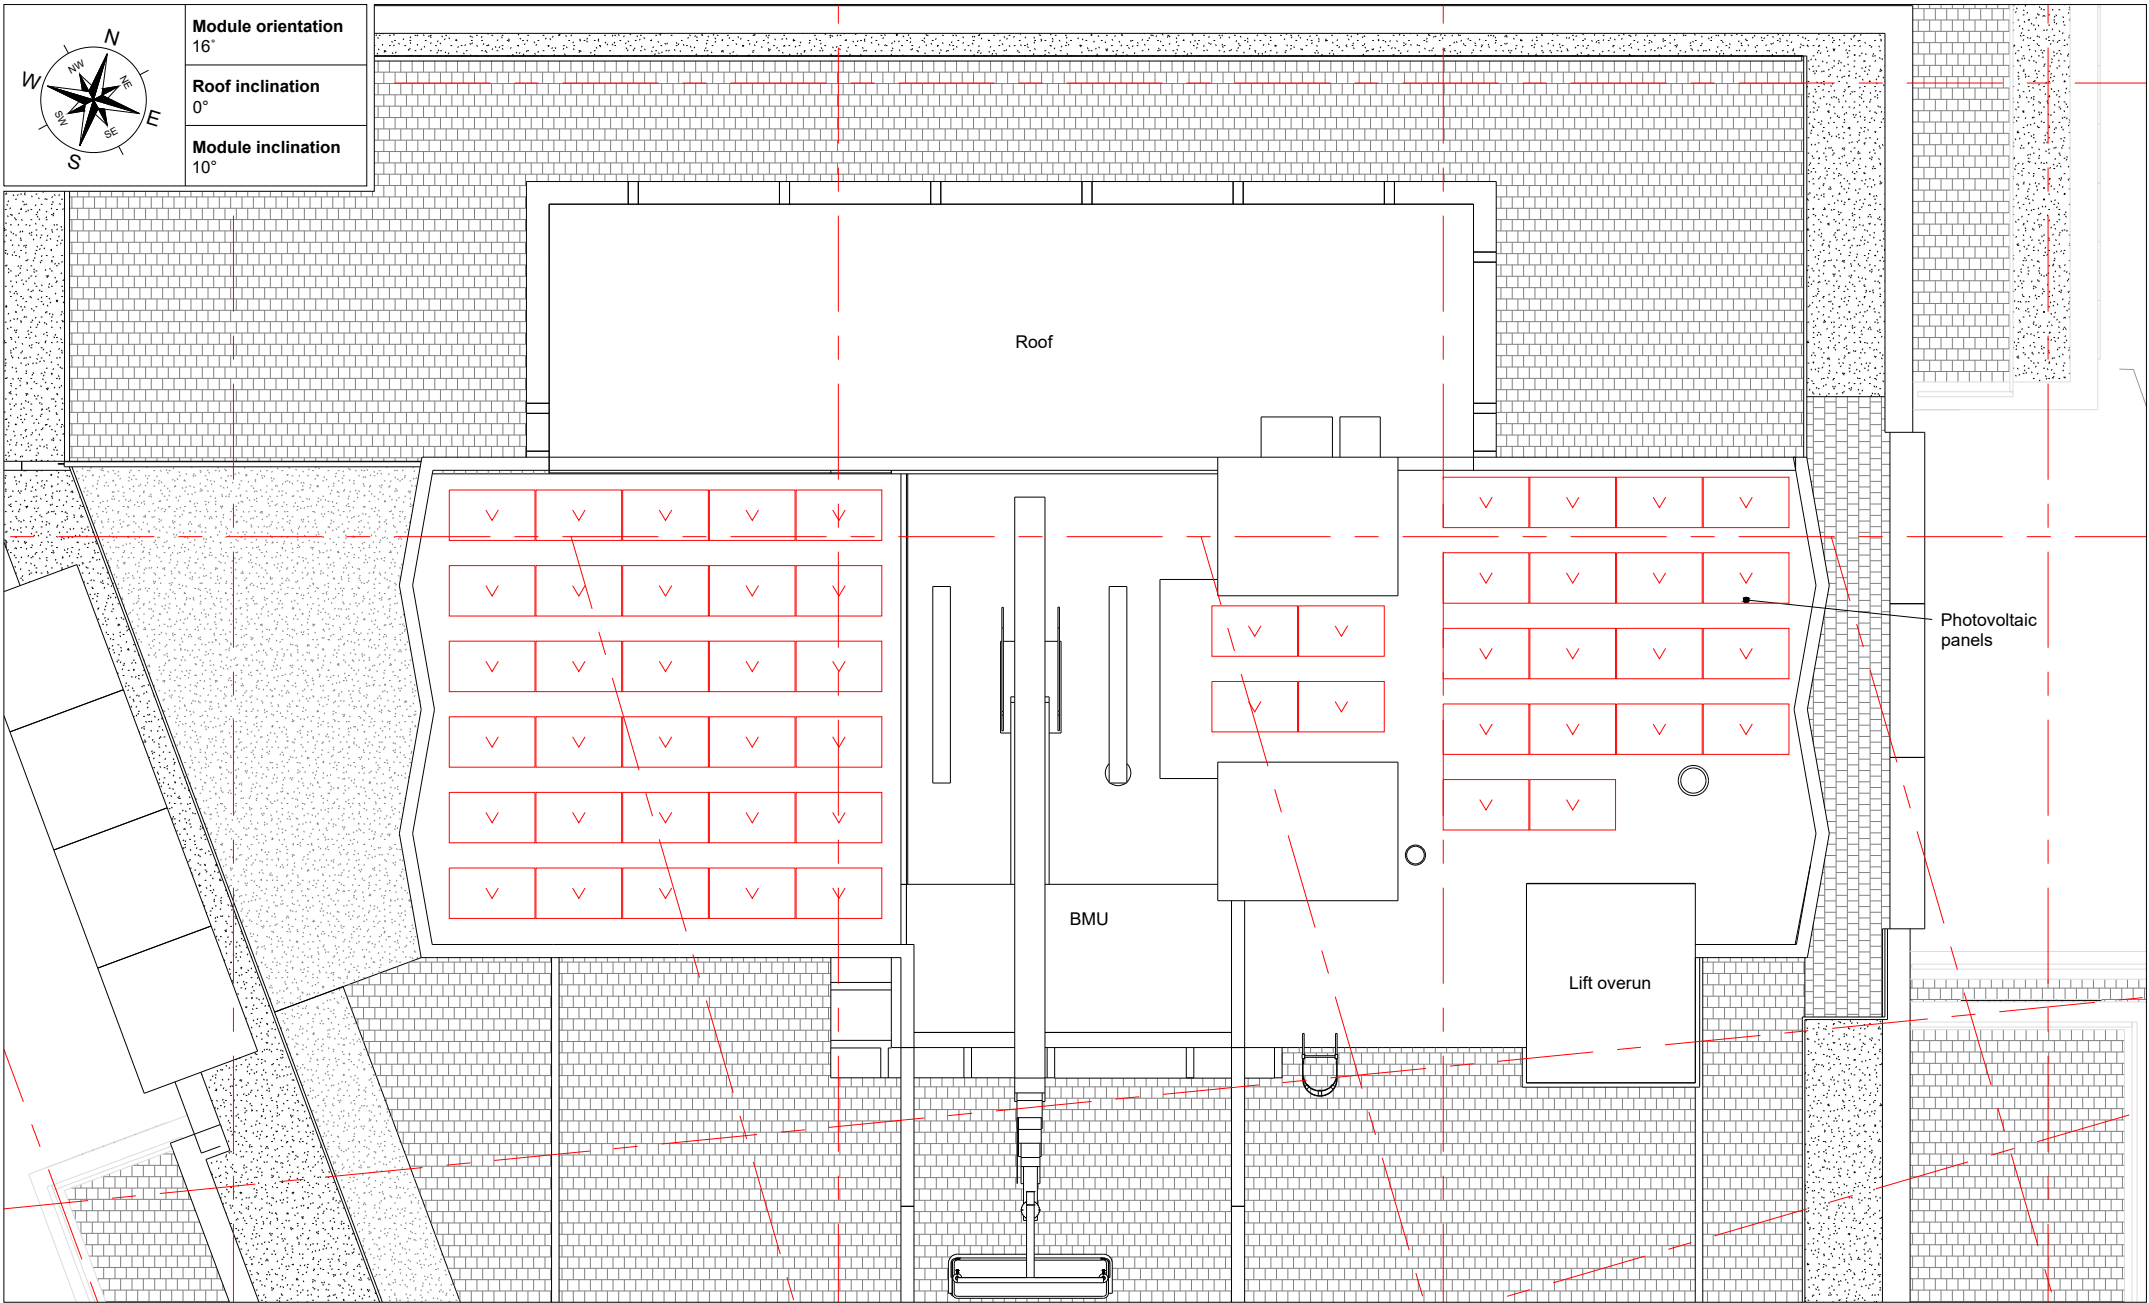 Module orientation
16°
Roof inclination
0°
Module inclination
10°
N
NW
NE
W
E
SW
SE
S
Roof
Photovoltaic
panels
BMU
Lift overun